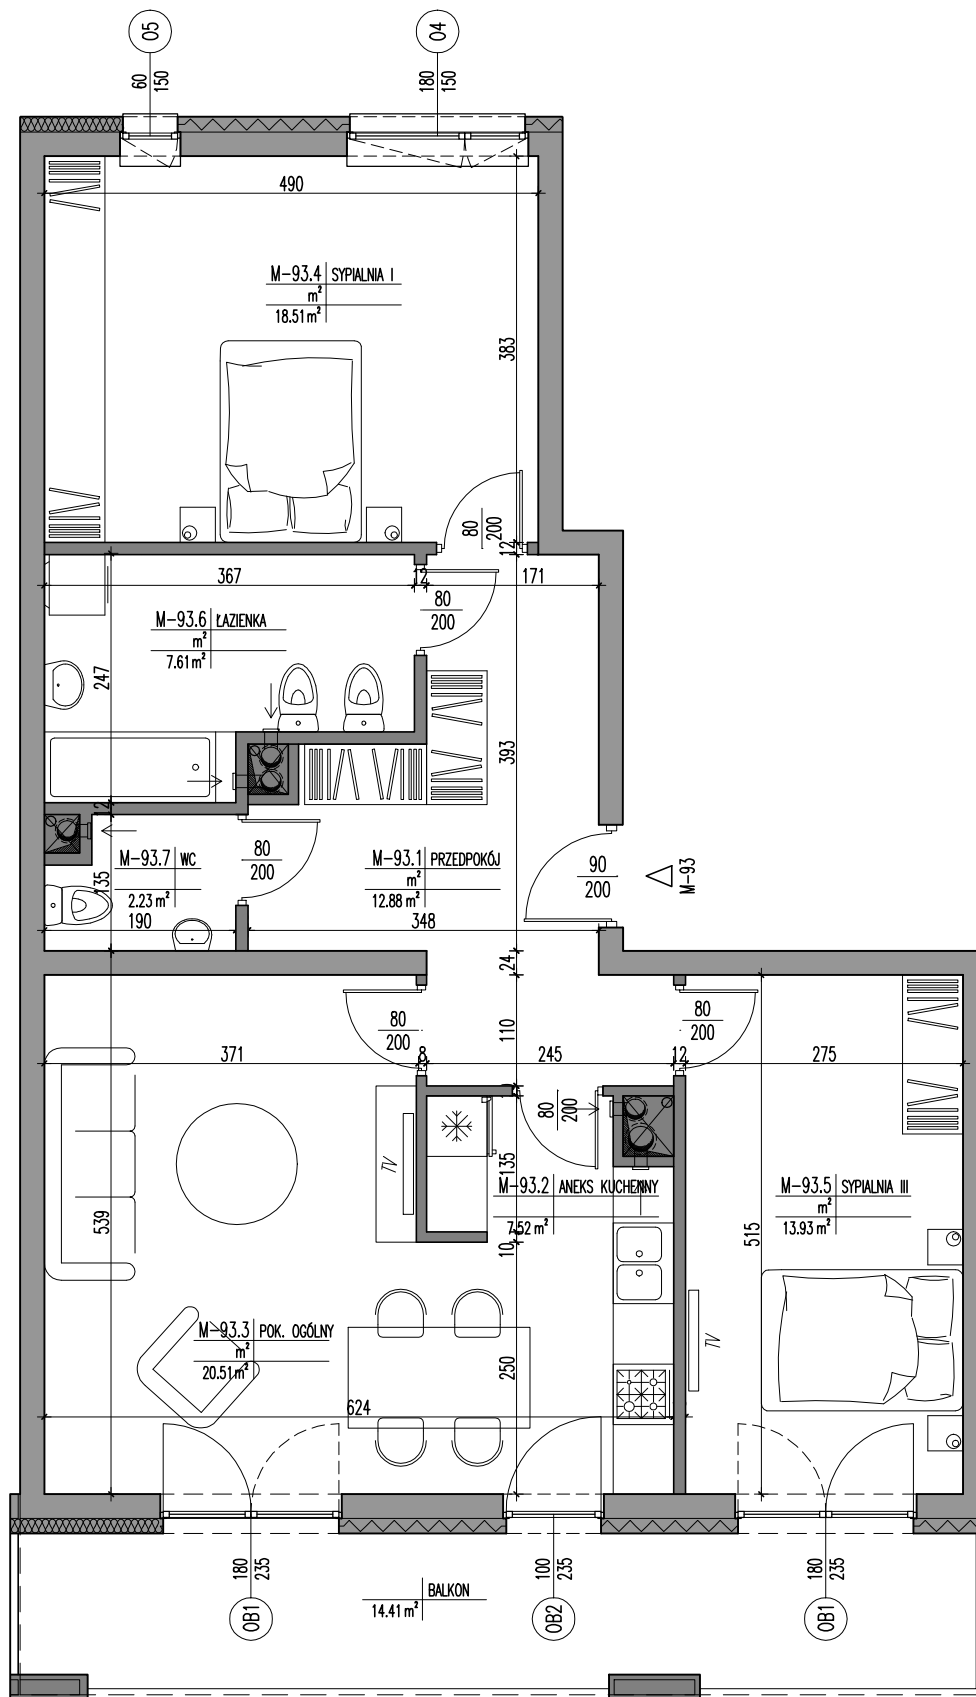 05
04
60
150
180
150
490
M-93.4 SYPIALNIA I
m²
18.51 m²
383
80
200
12
367
12
171
80
200
M-93.6 ŁAZIENKA
m²
7.61 m²
247
393
12
M-93.7 WC
2.23 m²
135
190
80
200
M-93.1 PRZEDPOKÓJ
m²
12.88 m²
348
90
200
M-93
24
110
80
200
80
200
371
8
245
12
275
80
200
TV
135
M-93.2 ANEKS KUCHENNY
7.52 m²
M-93.5 SYPIALNIA III
m²
13.93 m²
539
10
515
M-93.3 POK. OGÓLNY
m²
20.51 m²
TV
250
624
180
235
100
235
180
235
OB1
BALKON
14.41 m²
OB2
OB1